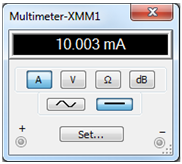 Multimeter-XMM1
10.003 mA
A V Ω dB
+ Set... −